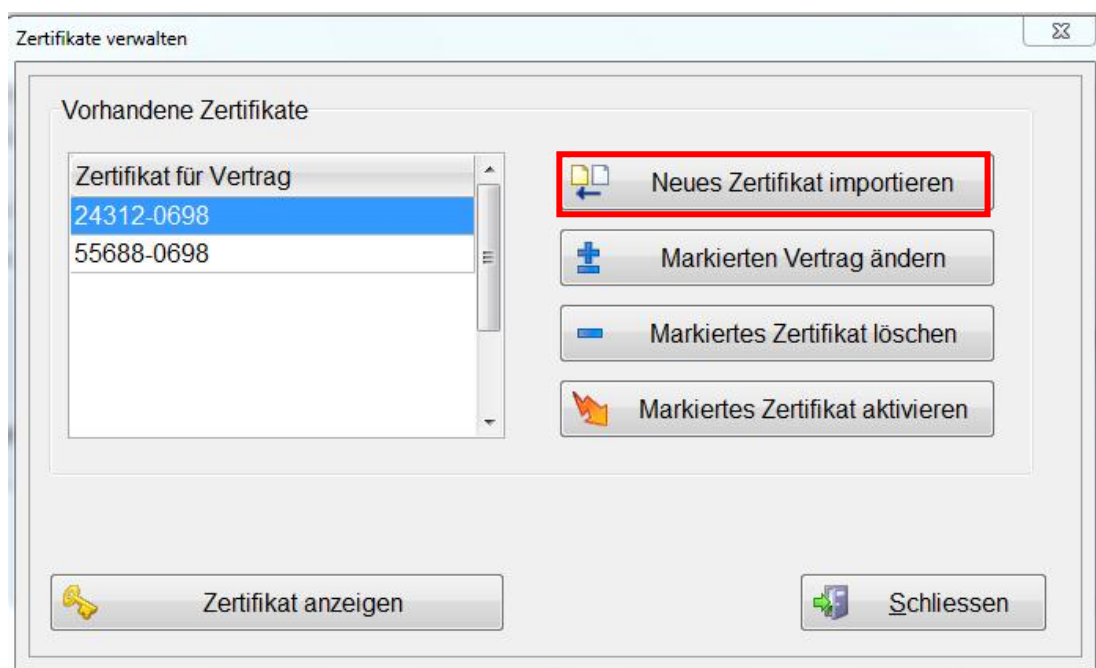 Zertifikate verwalten
Vorhandene Zertifikate
Zertifikat für Vertrag
24312-0698
55688-0698
Neues Zertifikat importieren
Markierten Vertrag ändern
Markiertes Zertifikat löschen
Markiertes Zertifikat aktivieren
Zertifikat anzeigen
Schliessen